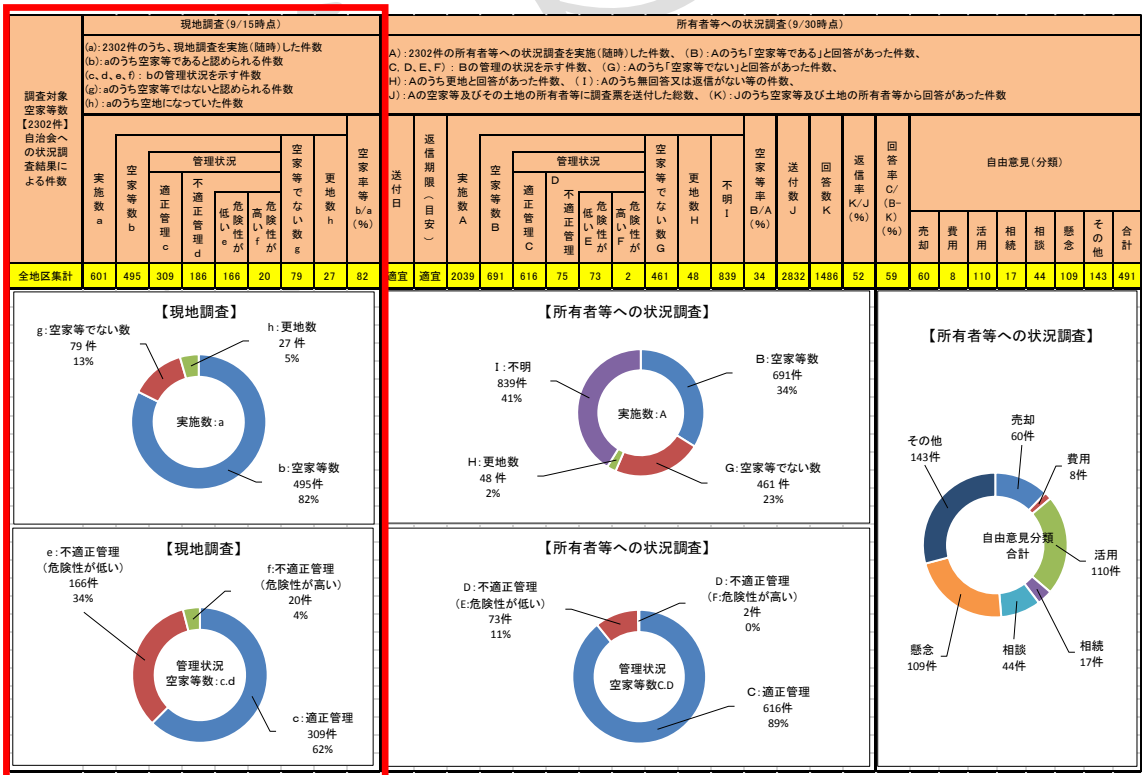 調査対象
空家等数
【2302件】
自治会へ
の状況調
査結果に
よる件数
現地調査(9/15時点)
(a):2302件のうち、現地調査を実施(随時)した件数
(b):aのうち空家等であると認められる件数
(c、d、e、f):bの管理状況を示す件数
(g):aのうち空家等ではないと認められる件数
(h):aのうち空地になっていた件数
実施数a
空家等数b
管理状況
適正管理c
不適正管理d
危険性が低いe
危険性が高いf
空家等でない数g
更地数h
空家率等b/a(%)
所有者等への状況調査(9/30時点)
A):2302件の所有者等への状況調査を実施(随時)した件数、(B):Aのうち「空家等である」と回答があった件数、
C、D、E、F):Bの管理の状況を示す件数、(G):Aのうち「空家等でない」と回答があった件数、
H):Aのうち更地と回答があった件数、(I):Aのうち無回答又は返信がない等の件数、
J):Aの空家等及びその土地の所有者等に調査票を送付した総数、(K):Jのうち空家等及び土地の所有者等から回答があった件数
送付日
返信期限(目安)
実施数A
空家等数B
管理状況
適正管理C
D不適正管理
危険性が低いE
危険性が高いF
空家等でない数G
更地数H
不明I
空家等率B/A(%)
送付数J
回答数K
返信率K/J(%)
回答率C/(B-K)(%)
自由意見(分類)
売却
費用
活用
相続
相談
懸念
その他
合計
全地区集計 601 495 309 186 166 20 79 27 82 適宜 適宜 2039 691 616 75 73 2 461 48 839 34 2832 1486 52 59 60 8 110 17 44 109 143 491
【現地調査】
g:空家等でない数
79 件
13%
h:更地数
27 件
5%
実施数:a
b:空家等数
495件
82%
【所有者等への状況調査】
I:不明
839件
41%
B:空家等数
691件
34%
実施数:A
H:更地数
48 件
2%
G:空家等でない数
461 件
23%
【所有者等への状況調査】
その他
143件
売却
60件
費用
8件
自由意見分類
合計
活用
110件
懸念
109件
相談
44件
相続
17件
【現地調査】
e:不適正管理
(危険性が低い)
166件
34%
f:不適正管理
(危険性が高い)
20件
4%
管理状況
空家等数:c.d
c:適正管理
309件
62%
【所有者等への状況調査】
D:不適正管理
(E:危険性が低い)
73件
11%
D:不適正管理
(F:危険性が高い)
2件
0%
管理状況
空家等数C.D
C:適正管理
616件
89%